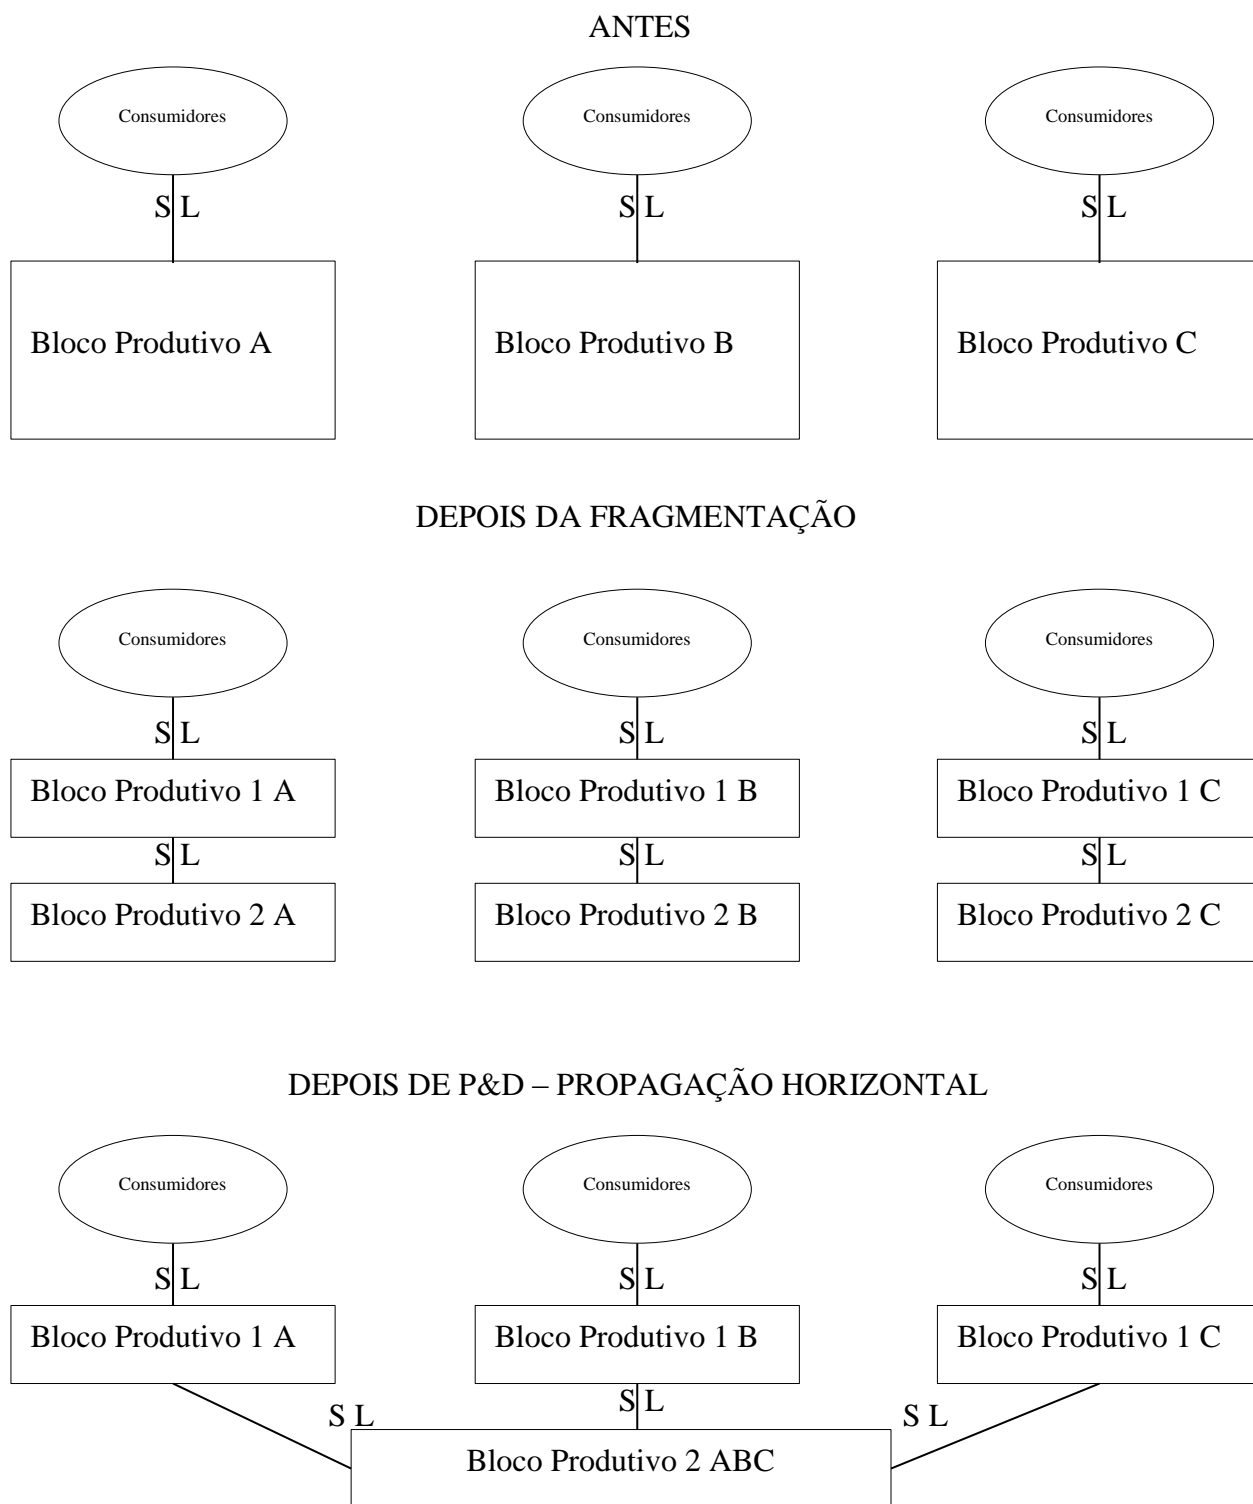 ANTES
Consumidores Consumidores Consumidores
S L S L S L
Bloco Produtivo A Bloco Produtivo B Bloco Produtivo C
DEPOIS DA FRAGMENTAÇÃO
Consumidores Consumidores Consumidores
S L S L S L
Bloco Produtivo 1 A Bloco Produtivo 1 B Bloco Produtivo 1 C
S L S L S L
Bloco Produtivo 2 A Bloco Produtivo 2 B Bloco Produtivo 2 C
DEPOIS DE P&D – PROPAGAÇÃO HORIZONTAL
Consumidores Consumidores Consumidores
S L S L S L
Bloco Produtivo 1 A Bloco Produtivo 1 B Bloco Produtivo 1 C
S L S L S L
Bloco Produtivo 2 ABC